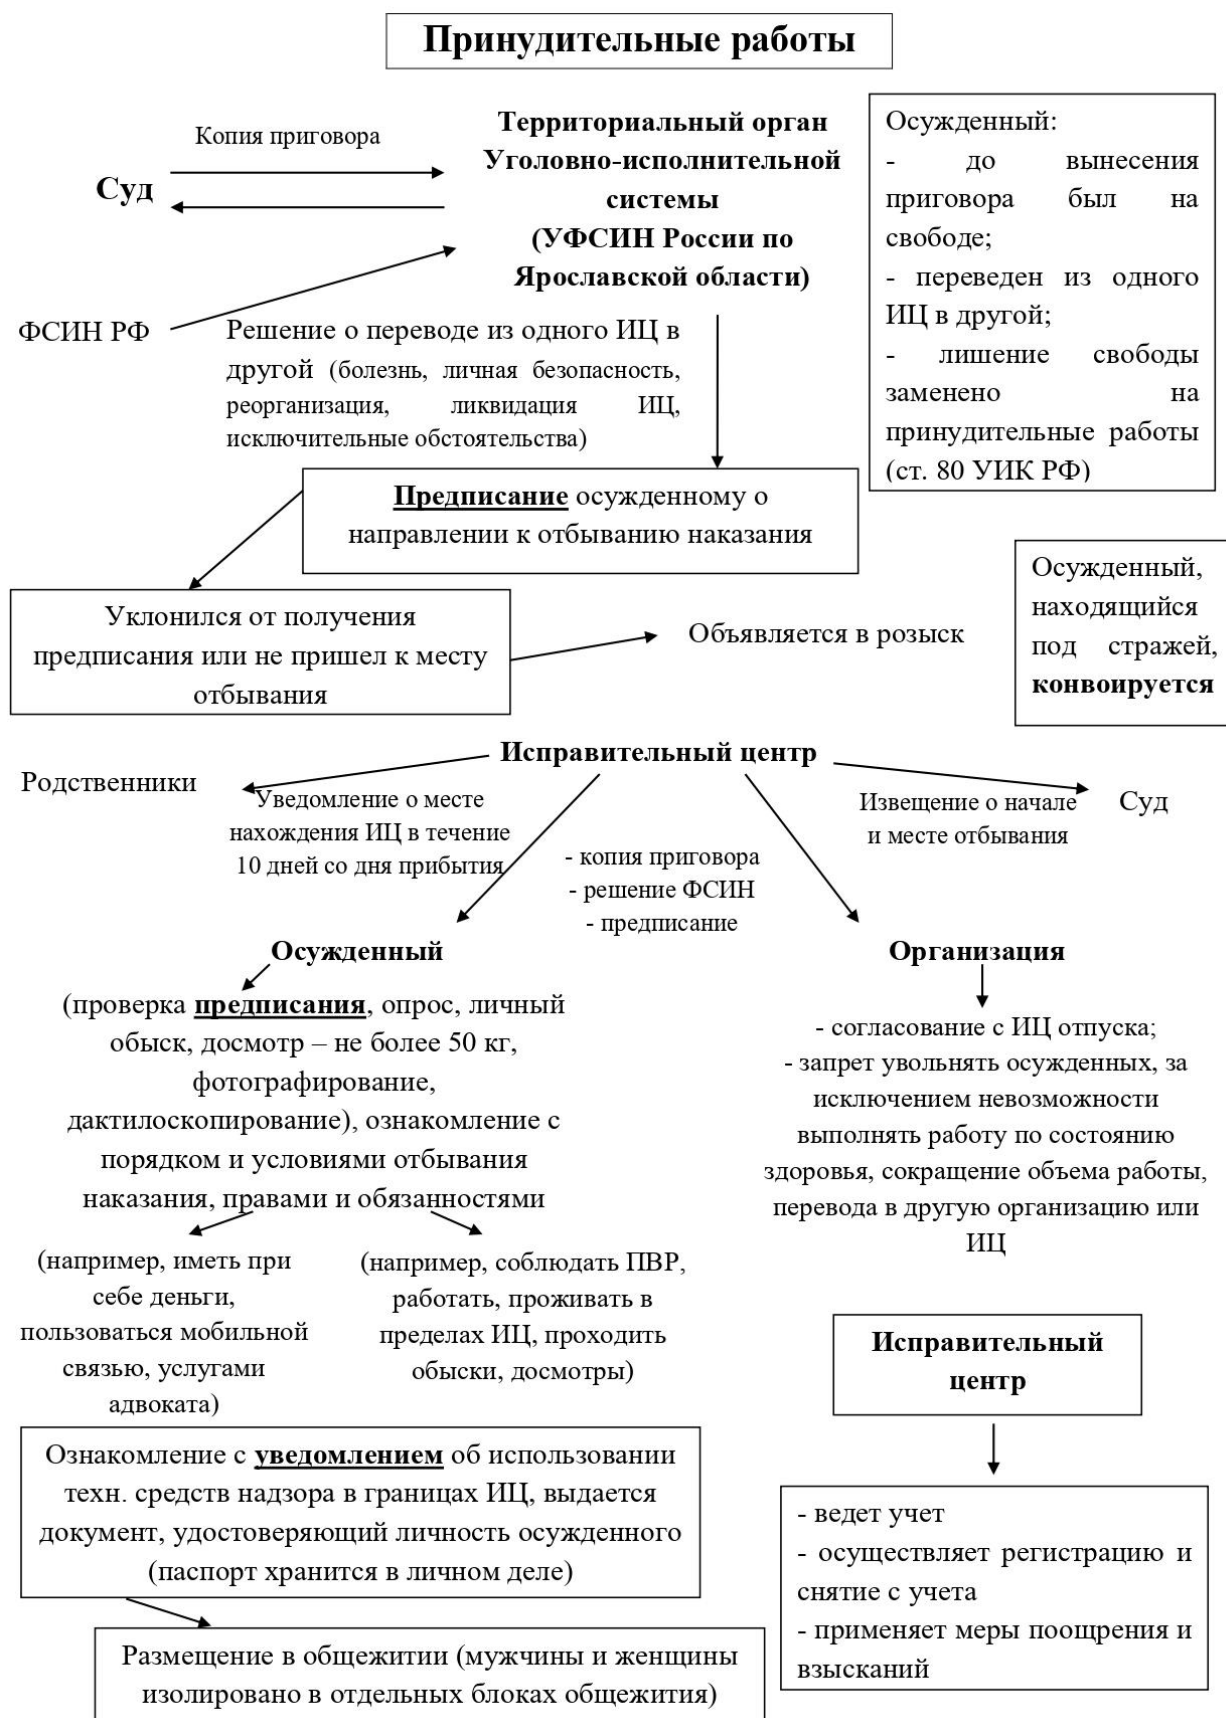 Принудительные работы
Копия приговора
Суд
Территориальный орган
Уголовно-исполнительной
системы
(УФСИН России по
Ярославской области)
Осужденный:
- до вынесения
приговора был на
свободе;
- переведен из одного
ИЦ в другой;
- лишение свободы
заменено на
принудительные работы
(ст. 80 УИК РФ)
ФСИН РФ
Решение о переводе из одного ИЦ в
другой (болезнь, личная безопасность,
реорганизация, ликвидация ИЦ,
исключительные обстоятельства)
Предписание осужденному о
направлении к отбыванию наказания
Осужденный,
находящийся
под стражей,
конвоируется
Уклонился от получения
предписания или не пришел к месту
отбывания
Объявляется в розыск
Исправительный центр
Родственники
Уведомление о месте
нахождения ИЦ в течение
10 дней со дня прибытия
- копия приговора
- решение ФСИН
- предписание
Извещение о начале
и месте отбывания
Суд
Осужденный
(проверка предписания, опрос, личный
обыск, досмотр – не более 50 кг,
фотографирование,
дактилоскопирование), ознакомление с
порядком и условиями отбывания
наказания, правами и обязанностями
Организация
- согласование с ИЦ отпуска;
- запрет увольнять осужденных, за
исключением невозможности
выполнять работу по состоянию
здоровья, сокращение объема работы,
перевода в другую организацию или
ИЦ
(например, иметь при
себе деньги,
пользоваться мобильной
связью, услугами
адвоката)
(например, соблюдать ПВР,
работать, проживать в
пределах ИЦ, проходить
обыски, досмотры)
Исправительный
центр
Ознакомление с уведомлением об использовании
техн. средств надзора в границах ИЦ, выдается
документ, удостоверяющий личность осужденного
(паспорт хранится в личном деле)
- ведет учет
- осуществляет регистрацию и
снятие с учета
- применяет меры поощрения и
взысканий
Размещение в общежитии (мужчины и женщины
изолировано в отдельных блоках общежития)